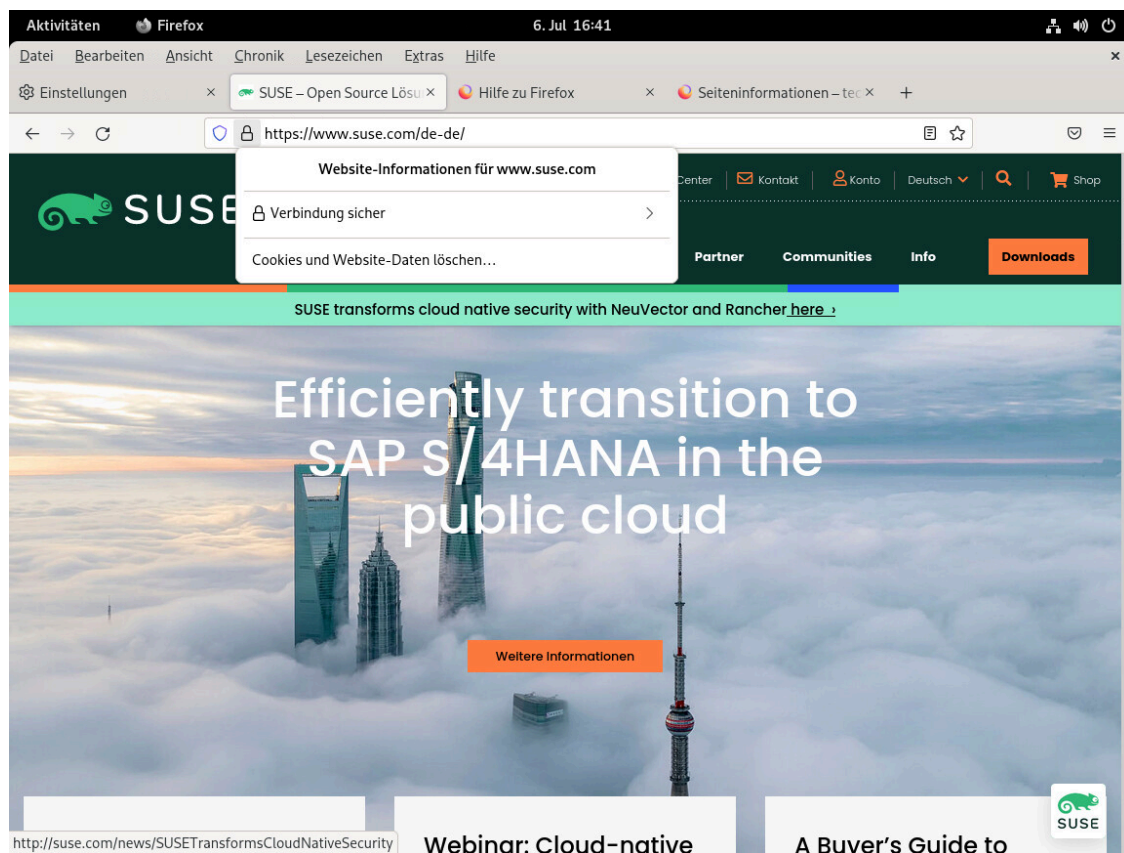 Aktivitäten Firefox 6. Jul 16:41
Datei Bearbeiten Ansicht Chronik Lesezeichen Extras Hilfe
Einstellungen SUSE – Open Source Lösu Hilfe zu Firefox Seiteninformationen – tec
https://www.suse.com/de-de/
Website-Informationen für www.suse.com
Verbindung sicher
Cookies und Website-Daten löschen…
Center Kontakt Konto Deutsch Shop
SUSE
Partner Communities Info Downloads
SUSE transforms cloud native security with NeuVector and Rancher here ›
Efficiently transition to
SAP S/4HANA in the
public cloud
Weitere Informationen
SUSE
Webinar: Cloud-native A Buyer's Guide to
http://suse.com/news/SUSETransformsCloudNativeSecurity